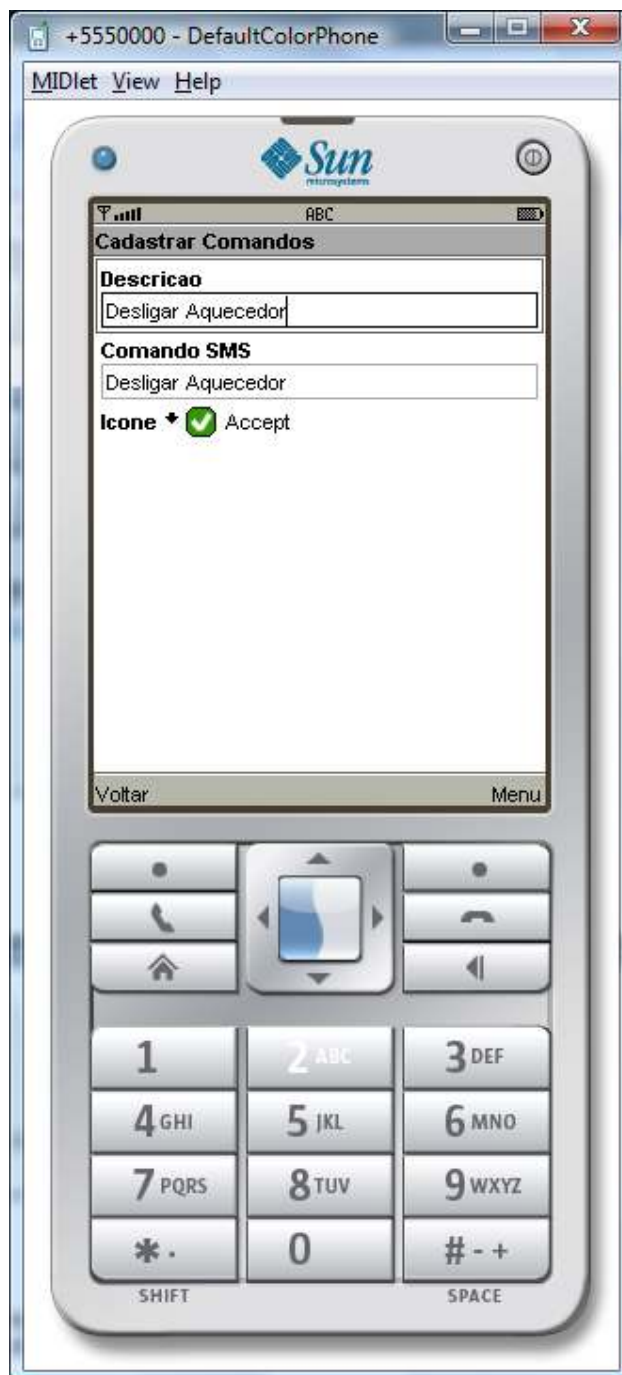 +5550000 - DefaultColorPhone
MIDlet View Help
Sun
microsystems
ABC
Cadastrar Comandos
Descricao
Desligar Aquecedor
Comando SMS
Desligar Aquecedor
Icone Accept
Voltar Menu
1 2 ABC 3 DEF
4 GHI 5 JKL 6 MNO
7 PQRS 8 TUV 9 WXYZ
* . 0 # - +
SHIFT SPACE